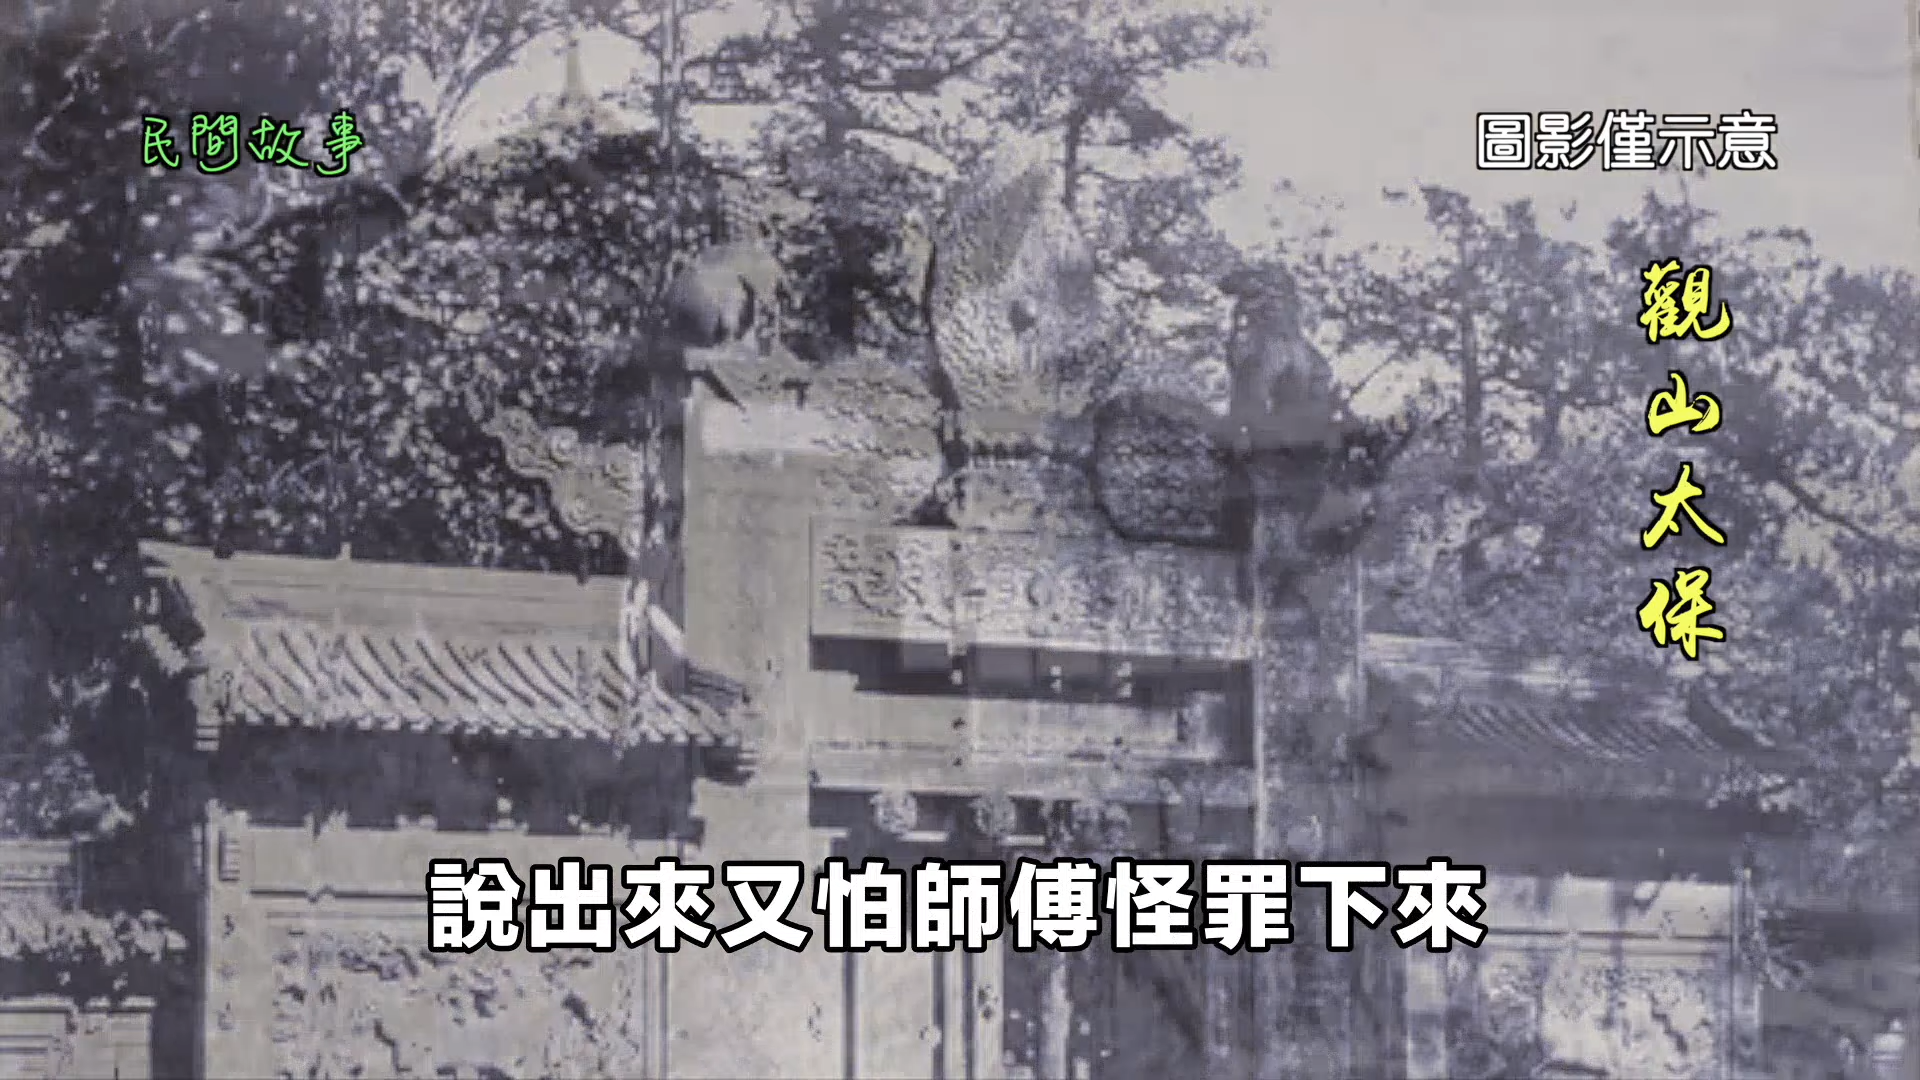 民間故事
圖影僅示意
觀山太保
說出來又怕師傅怪罪下來